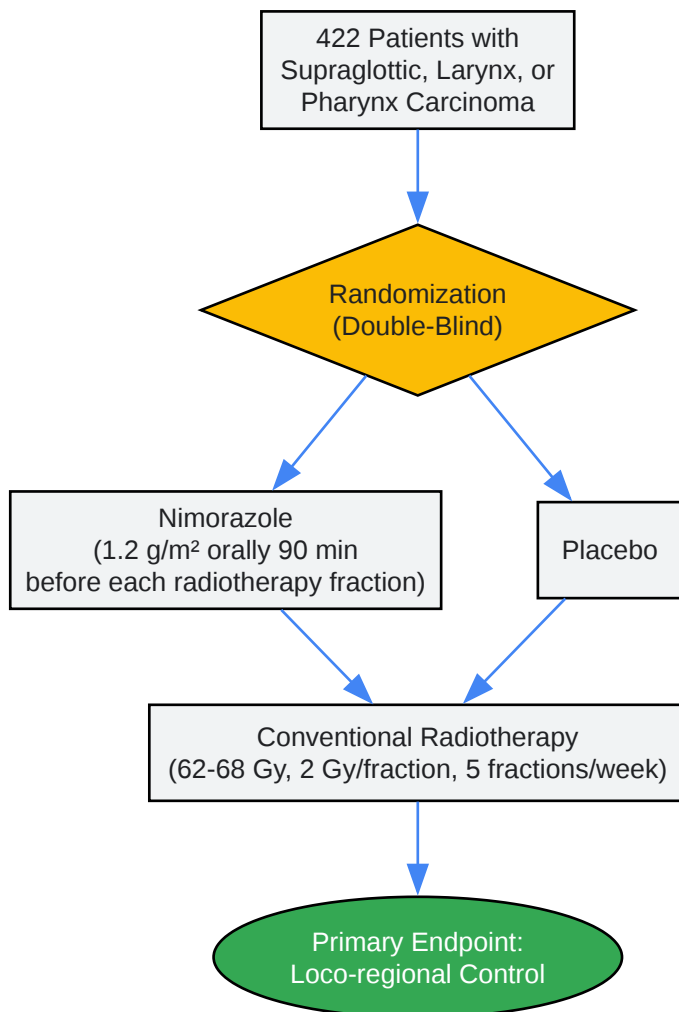 422 Patients with
Supraglottic, Larynx, or
Pharynx Carcinoma
Randomization
(Double-Blind)
Nimorazole
(1.2 g/m² orally 90 min
before each radiotherapy fraction)
Placebo
Conventional Radiotherapy
(62-68 Gy, 2 Gy/fraction, 5 fractions/week)
Primary Endpoint:
Loco-regional Control